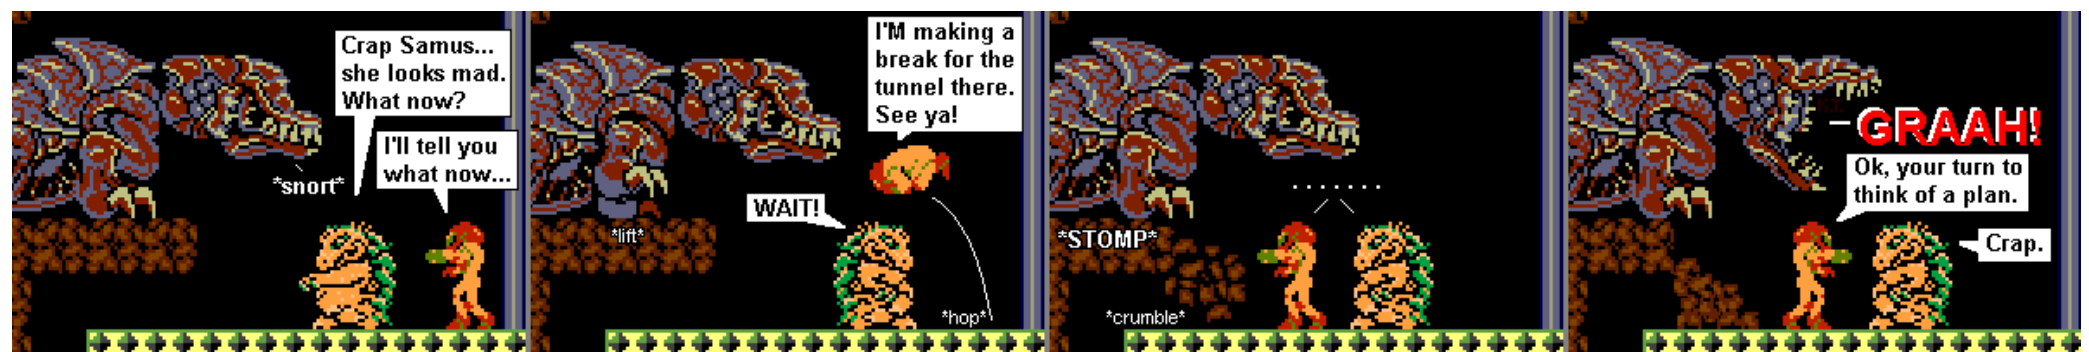 Crap Samus...
she looks mad.
What now?
I'll tell you
what now...
*snort*
I'M making a
break for the
tunnel there.
See ya!
WAIT!
*lift*
*hop*
.......
*STOMP*
*crumble*
GRAAH!
Ok, your turn to
think of a plan.
Crap.